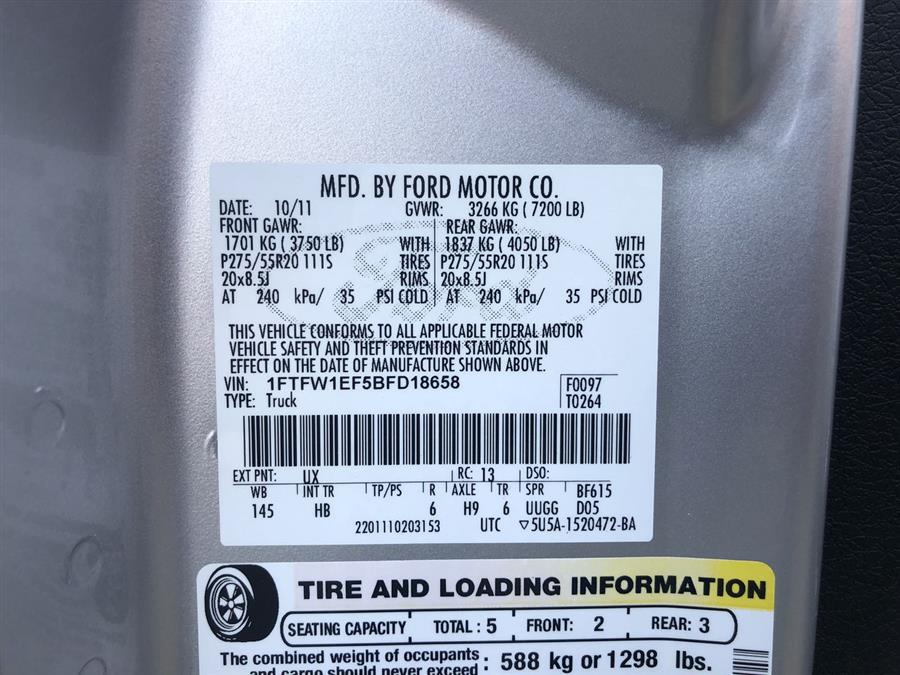 MFD. BY FORD MOTOR CO.
DATE: 10/11 GVWR: 3266 KG ( 7200 LB)
FRONT GAWR: REAR GAWR:
1701 KG ( 3750 LB) WITH 1837 KG ( 4050 LB) WITH
P275/55R20 111S TIRES P275/55R20 111S TIRES
20x8.5J RIMS 20x8.5J RIMS
AT 240 kPa/ 35 PSI COLD AT 240 kPa/ 35 PSI COLD
THIS VEHICLE CONFORMS TO ALL APPLICABLE FEDERAL MOTOR
VEHICLE SAFETY AND THEFT PREVENTION STANDARDS IN
EFFECT ON THE DATE OF MANUFACTURE SHOWN ABOVE.
VIN: 1FTFW1EF5BFD18658 F0097
TYPE: Truck T0264
EXT PNT: UX RC: 13 DSO:
WB INT TR TP/PS R AXLE TR SPR BF615
145 HB 6 H9 6 UUGG D05
2201110203153 UTC ▽5U5A-1520472-BA
TIRE AND LOADING INFORMATION
SEATING CAPACITY TOTAL: 5 FRONT: 2 REAR: 3
The combined weight of occupants
and cargo should never exceed : 588 kg or 1298 lbs.